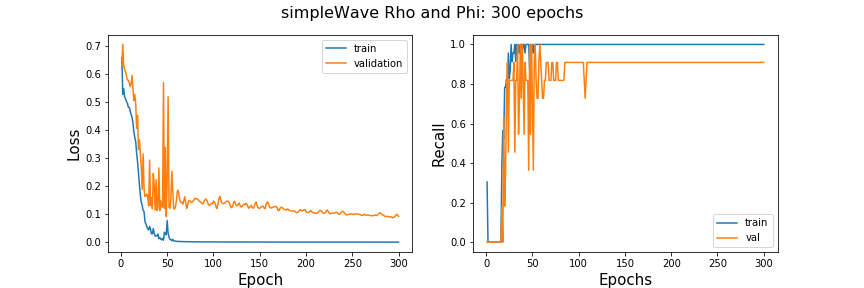 simpleWave Rho and Phi: 300 epochs
0.7
0.6
0.5
0.4
0.3
0.2
0.1
0.0
Loss
train
validation
0 50 100 150 200 250 300
Epoch
1.0
0.8
0.6
0.4
0.2
0.0
Recall
train
val
0 50 100 150 200 250 300
Epochs